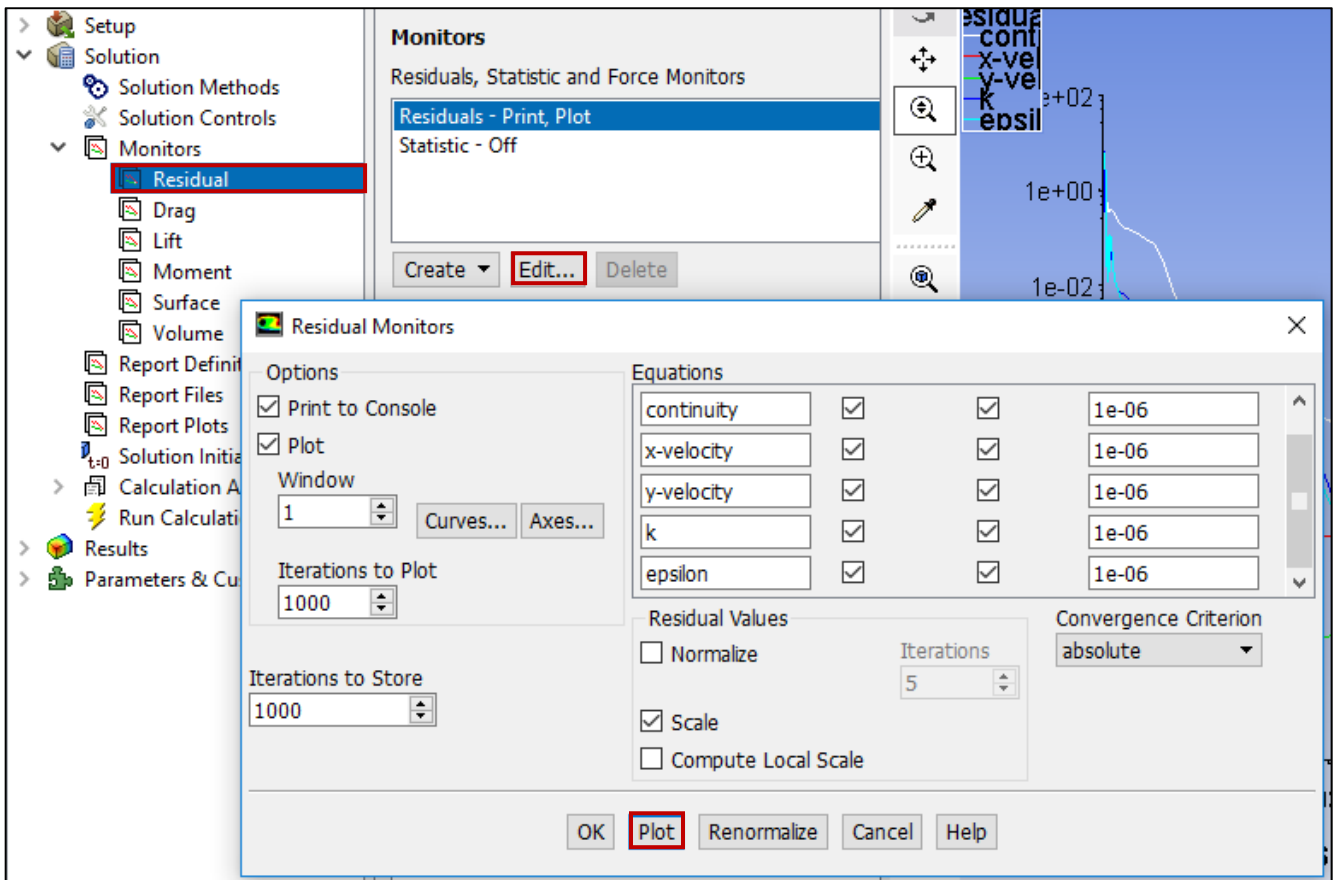 Setup
Solution
Solution Methods
Solution Controls
Monitors
Residual
Drag
Lift
Moment
Surface
Volume
Report Definit
Report Files
Report Plots
t=0 Solution Initia
Calculation A
Run Calculati
Results
Parameters & Cu
Monitors
Residuals, Statistic and Force Monitors
Residuals - Print, Plot
Statistic - Off
Create Edit... Delete
esidua
conti
x-vel
y-vel
k
epsil
e+02
1e+00
1e-02
Residual Monitors
Options
Print to Console
Plot
Window
1
Curves... Axes...
Iterations to Plot
1000
Iterations to Store
1000
Equations
continuity 1e-06
x-velocity 1e-06
y-velocity 1e-06
k 1e-06
epsilon 1e-06
Residual Values
Normalize
Iterations
5
Scale
Compute Local Scale
Convergence Criterion
absolute
OK Plot Renormalize Cancel Help